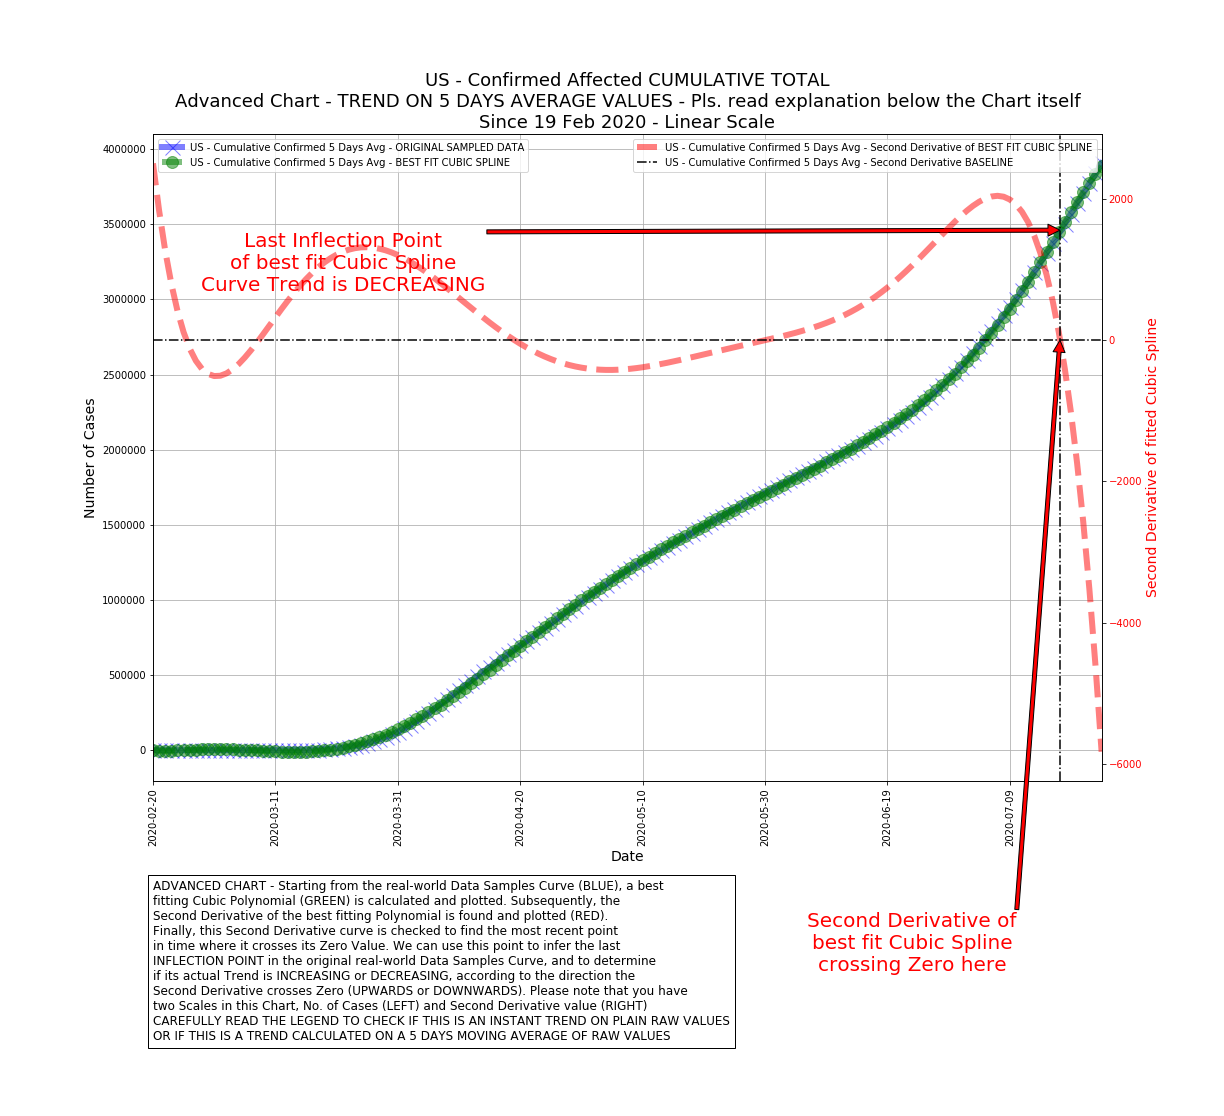 US - Confirmed Affected CUMULATIVE TOTAL
Advanced Chart - TREND ON 5 DAYS AVERAGE VALUES - Pls. read explanation below the Chart itself
Since 19 Feb 2020 - Linear Scale
US - Cumulative Confirmed 5 Days Avg - ORIGINAL SAMPLED DATA
US - Cumulative Confirmed 5 Days Avg - BEST FIT CUBIC SPLINE
US - Cumulative Confirmed 5 Days Avg - Second Derivative of BEST FIT CUBIC SPLINE
US - Cumulative Confirmed 5 Days Avg - Second Derivative BASELINE
Last Inflection Point
of best fit Cubic Spline
Curve Trend is DECREASING
Number of Cases
4000000
3500000
3000000
2500000
2000000
1500000
1000000
500000
0
2000
0
−2000
−4000
−6000
Second Derivative of fitted Cubic Spline
2020-02-20
2020-03-11
2020-03-31
2020-04-20
2020-05-10
2020-05-30
2020-06-19
2020-07-09
Date
ADVANCED CHART - Starting from the real-world Data Samples Curve (BLUE), a best
fitting Cubic Polynomial (GREEN) is calculated and plotted. Subsequently, the
Second Derivative of the best fitting Polynomial is found and plotted (RED).
Finally, this Second Derivative curve is checked to find the most recent point
in time where it crosses its Zero Value. We can use this point to infer the last
INFLECTION POINT in the original real-world Data Samples Curve, and to determine
if its actual Trend is INCREASING or DECREASING, according to the direction the
Second Derivative crosses Zero (UPWARDS or DOWNWARDS). Please note that you have
two Scales in this Chart, No. of Cases (LEFT) and Second Derivative value (RIGHT)
CAREFULLY READ THE LEGEND TO CHECK IF THIS IS AN INSTANT TREND ON PLAIN RAW VALUES
OR IF THIS IS A TREND CALCULATED ON A 5 DAYS MOVING AVERAGE OF RAW VALUES
Second Derivative of
best fit Cubic Spline
crossing Zero here